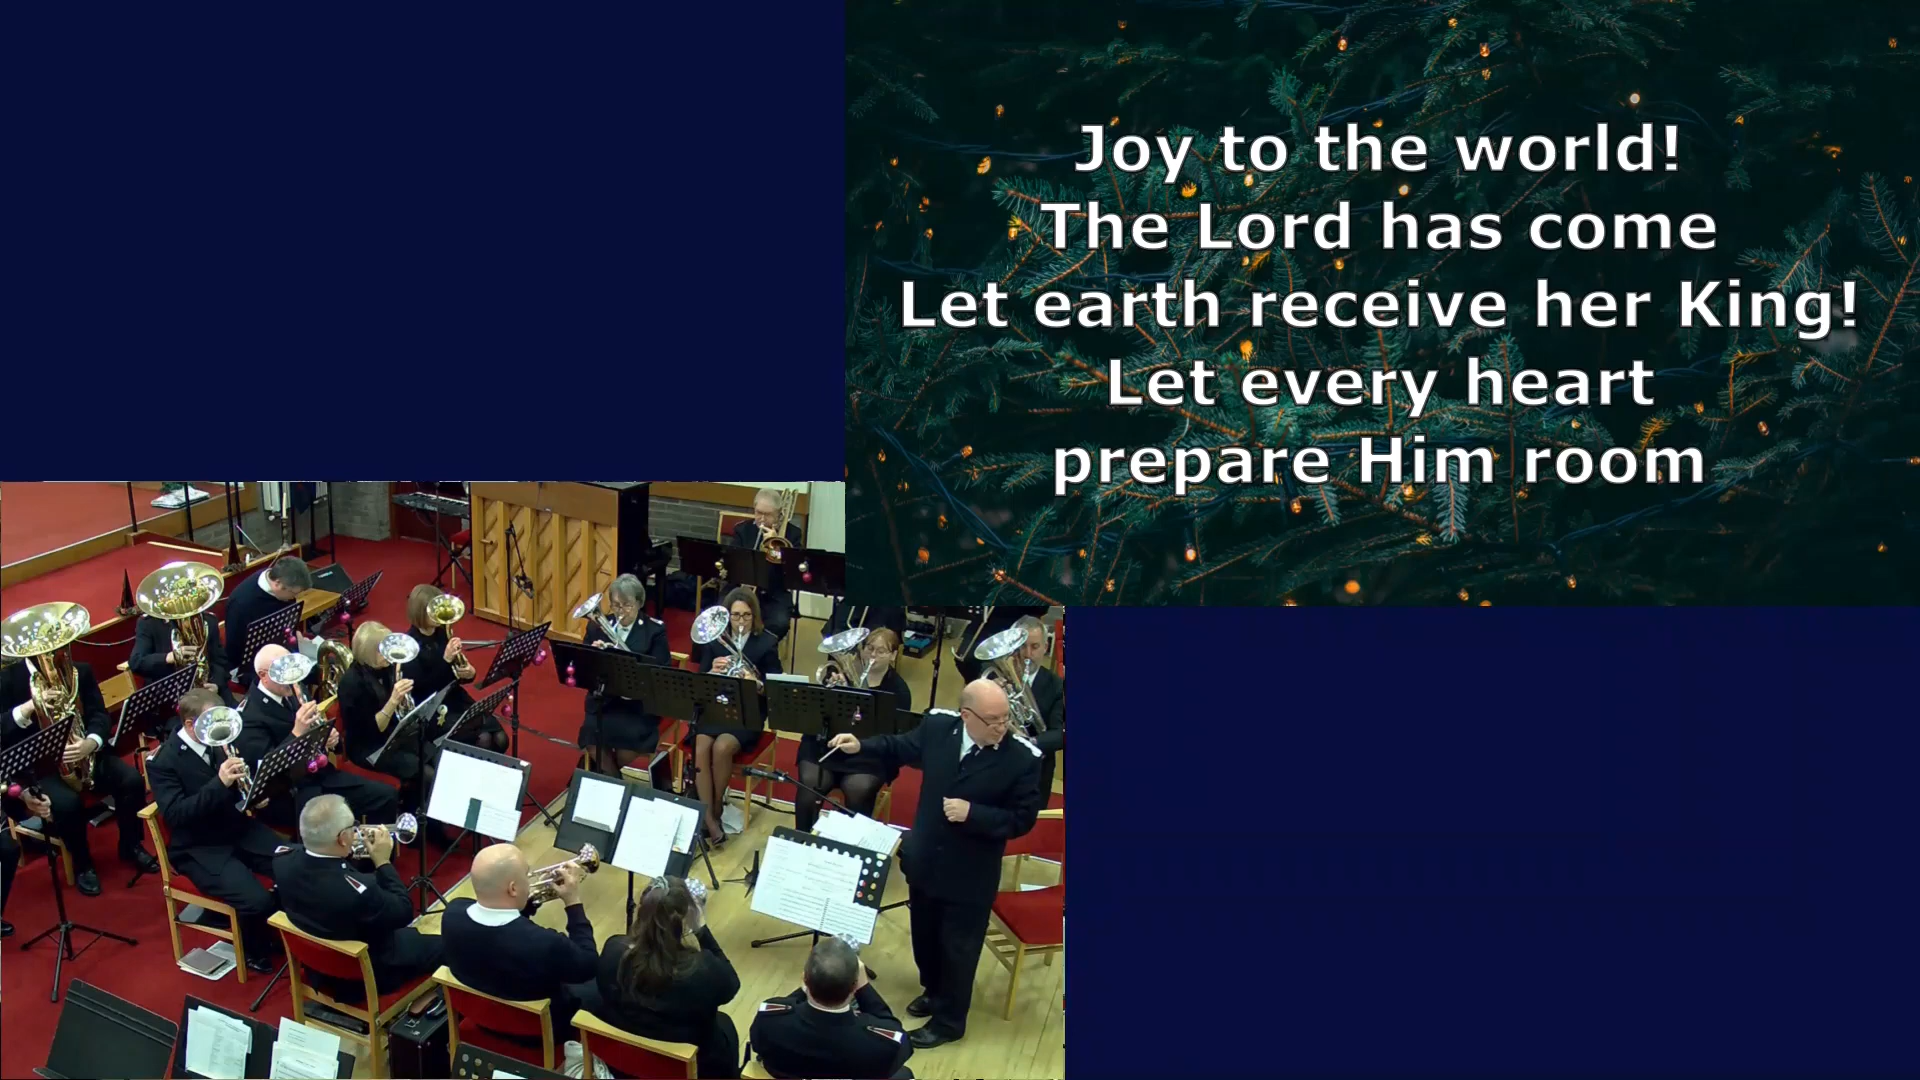 Joy to the world!
The Lord has come
Let earth receive her King!
Let every heart
prepare Him room